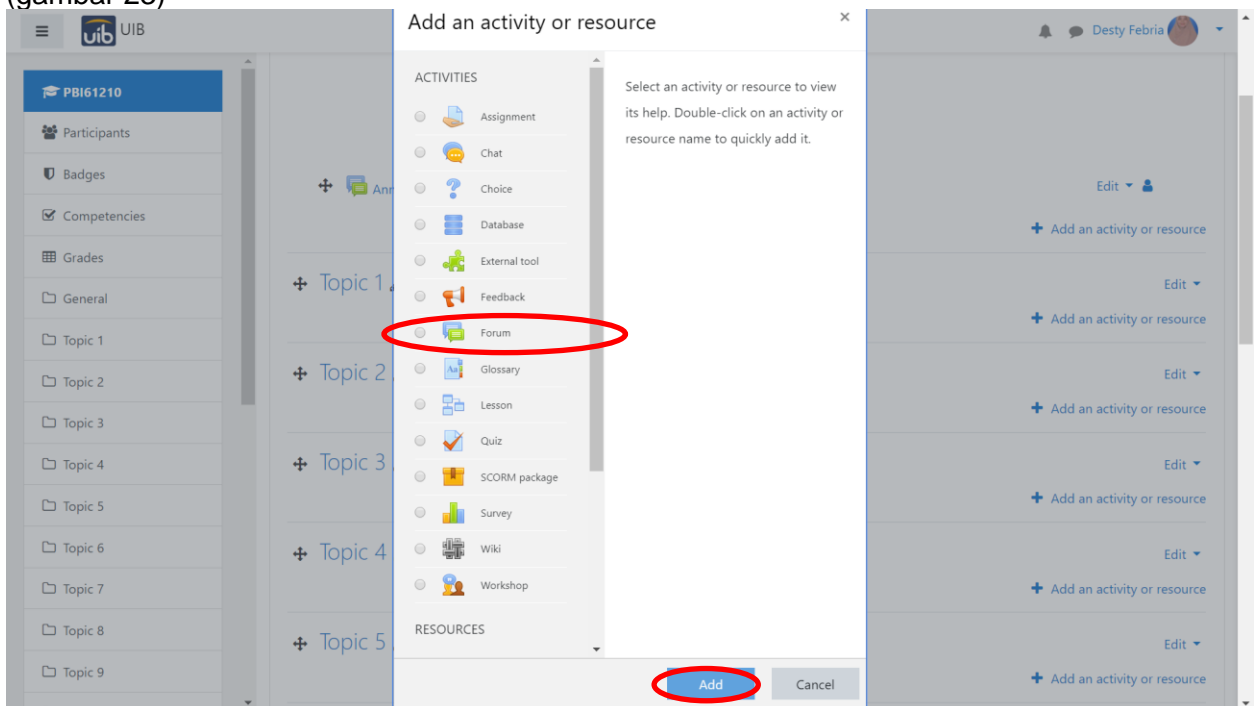 (gambar 28)
uib UIB
Desty Febria
PBI61210
Participants
Badges
Competencies
Grades
General
Topic 1
Topic 2
Topic 3
Topic 4
Topic 5
Topic 6
Topic 7
Topic 8
Topic 9
Edit
Add an activity or resource
Topic 1
Edit
Add an activity or resource
Topic 2
Edit
Add an activity or resource
Topic 3
Edit
Add an activity or resource
Topic 4
Edit
Add an activity or resource
Topic 5
Edit
Add an activity or resource
Add an activity or resource
×
ACTIVITIES
Assignment
Chat
Choice
Database
External tool
Feedback
Forum
Glossary
Lesson
Quiz
SCORM package
Survey
Wiki
Workshop
RESOURCES
Select an activity or resource to view
its help. Double-click on an activity or
resource name to quickly add it.
Add
Cancel